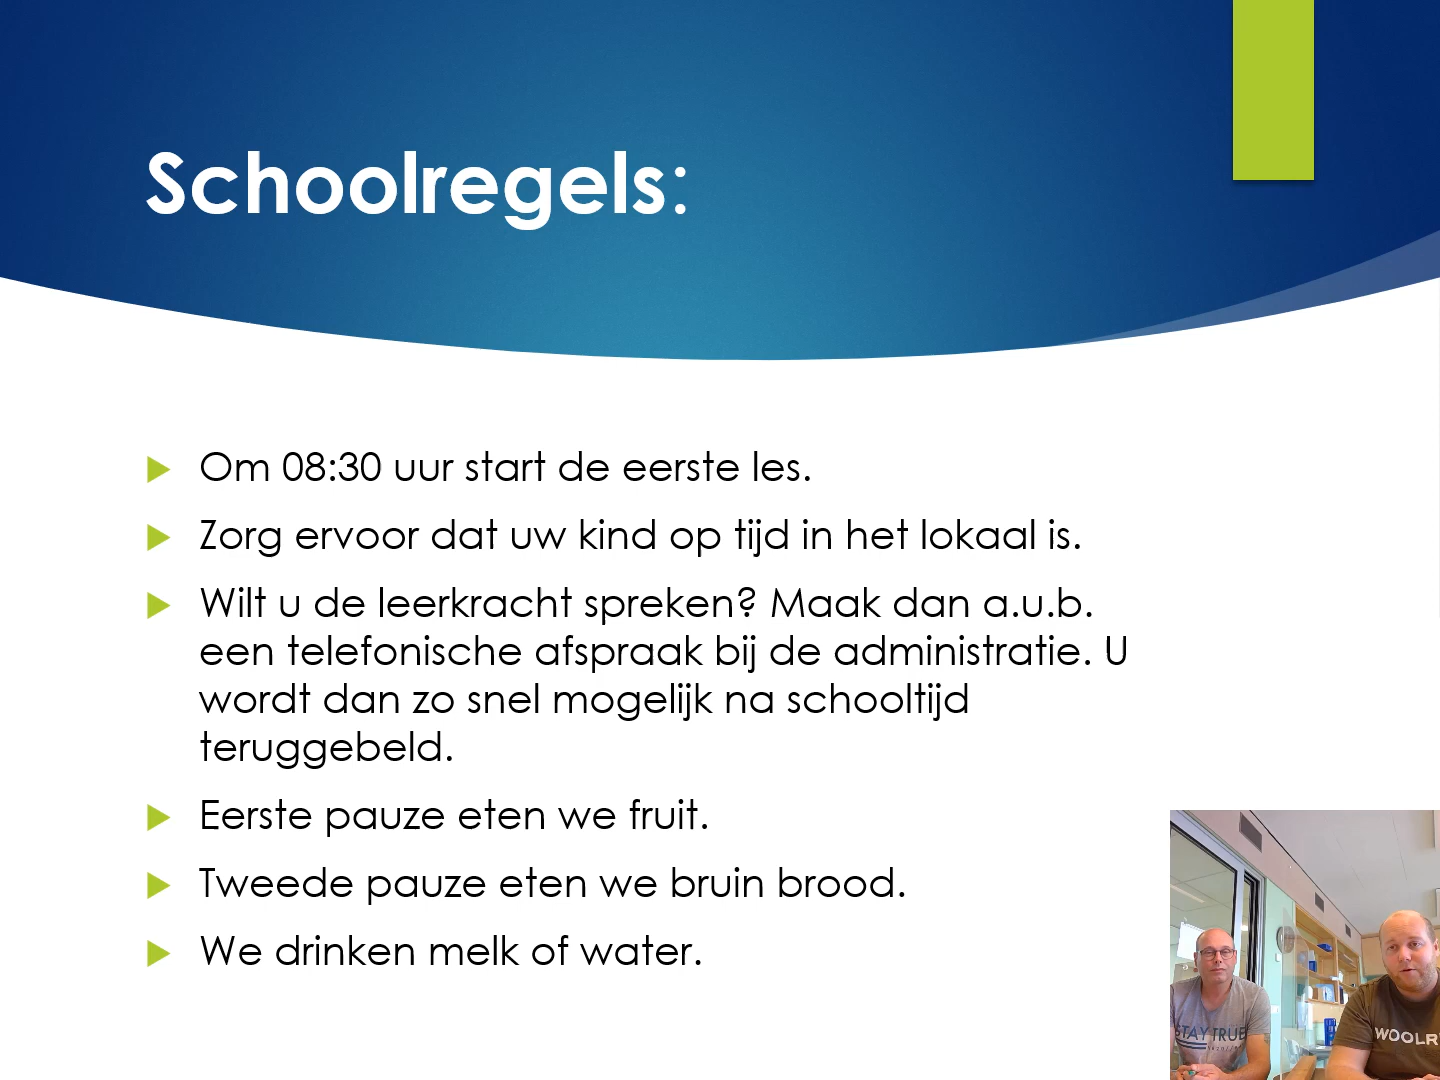 Schoolregels:
Om 08:30 uur start de eerste les.
Zorg ervoor dat uw kind op tijd in het lokaal is.
Wilt u de leerkracht spreken? Maak dan a.u.b.
een telefonische afspraak bij de administratie. U
wordt dan zo snel mogelijk na schooltijd
teruggebeld.
Eerste pauze eten we fruit.
Tweede pauze eten we bruin brood.
We drinken melk of water.
STAY TRUE
WOOLR